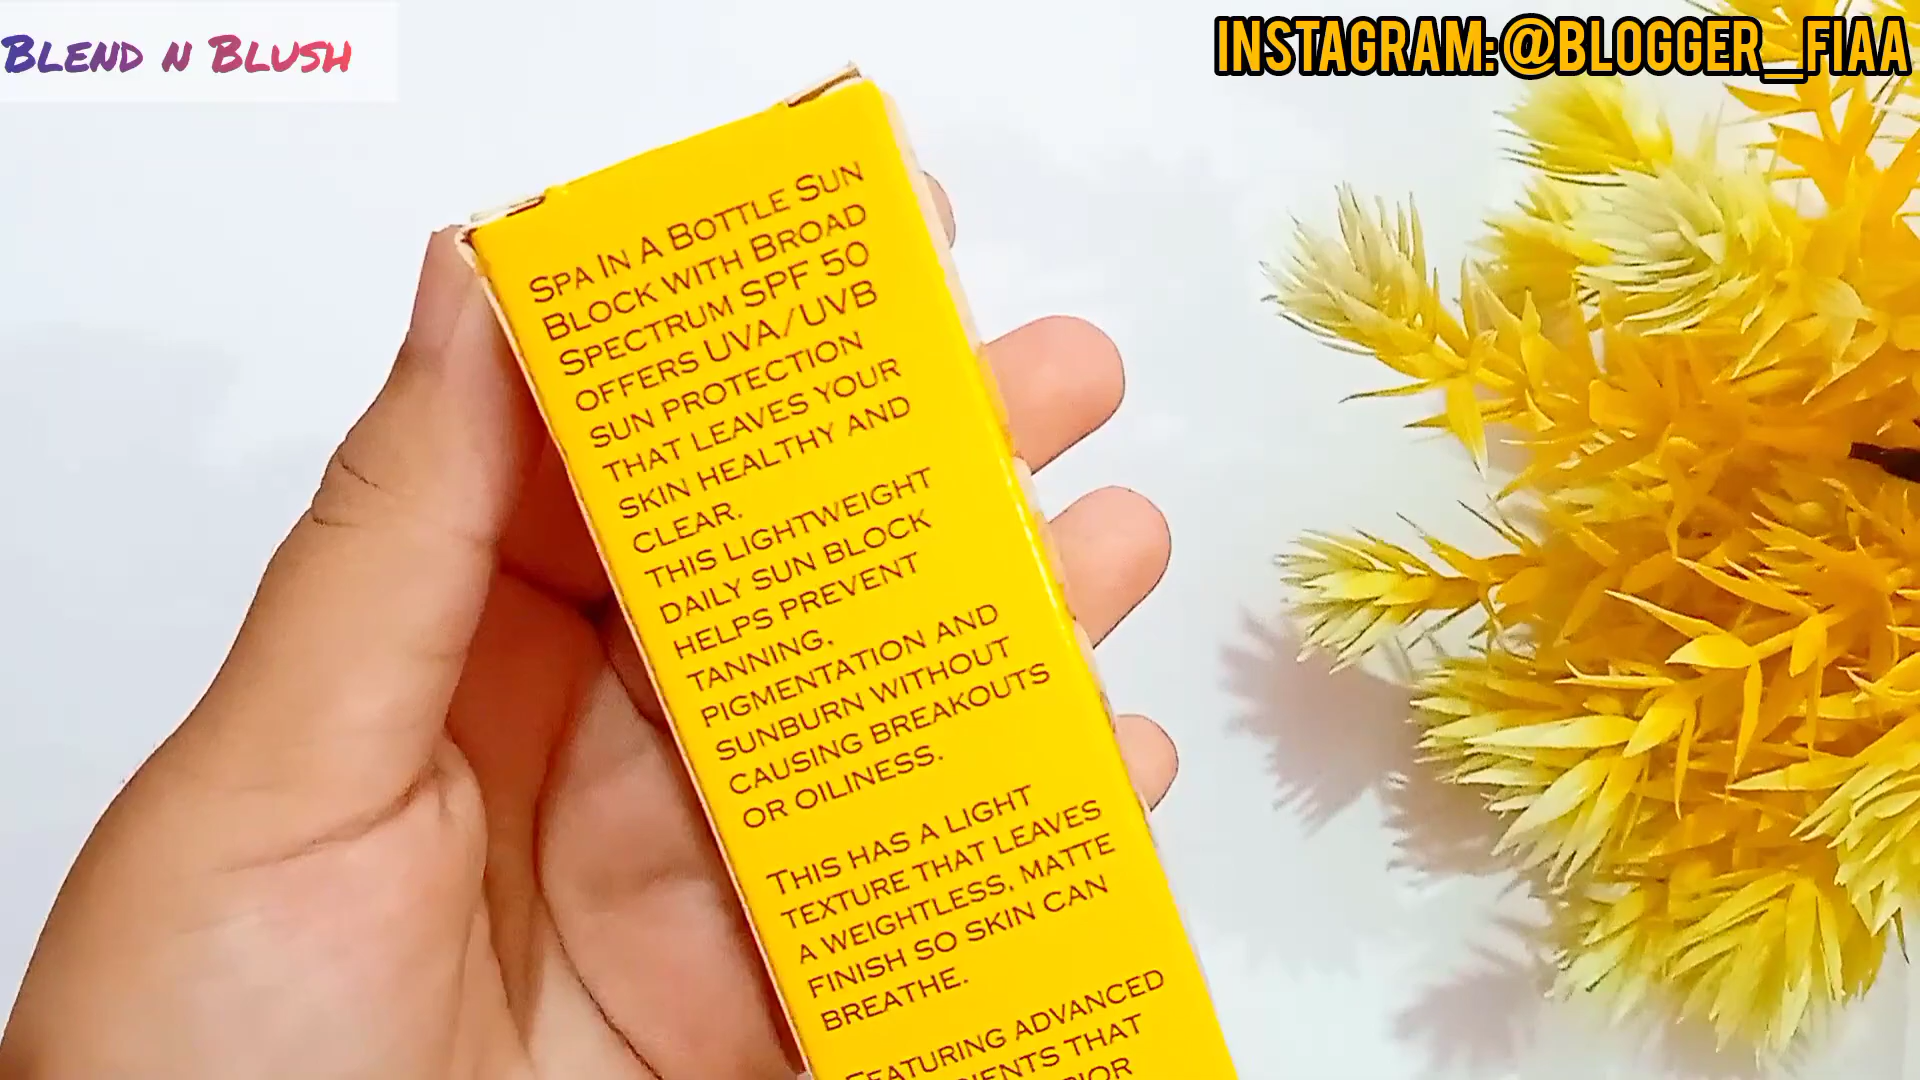 BLEND N BLUSH
INSTAGRAM: @BLOGGER_FIAA
SPA IN A BOTTLE SUN
BLOCK WITH BROAD
SPECTRUM SPF 50
OFFERS UVA/UVB
SUN PROTECTION
THAT LEAVES YOUR
SKIN HEALTHY AND
CLEAR.
THIS LIGHTWEIGHT
DAILY SUN BLOCK
HELPS PREVENT
TANNING,
PIGMENTATION AND
SUNBURN WITHOUT
CAUSING BREAKOUTS
OR OILINESS.
THIS HAS A LIGHT
TEXTURE THAT LEAVES
A WEIGHTLESS, MATTE
FINISH SO SKIN CAN
BREATHE.
FEATURING ADVANCED
THAT